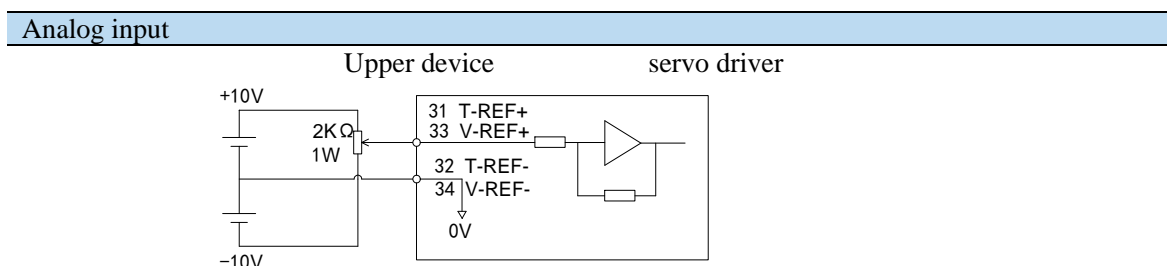 Analog input
Upper device servo driver
+10V
31 T-REF+
2KΩ 33 V-REF+
1W
32 T-REF-
34 V-REF-
0V
−10V